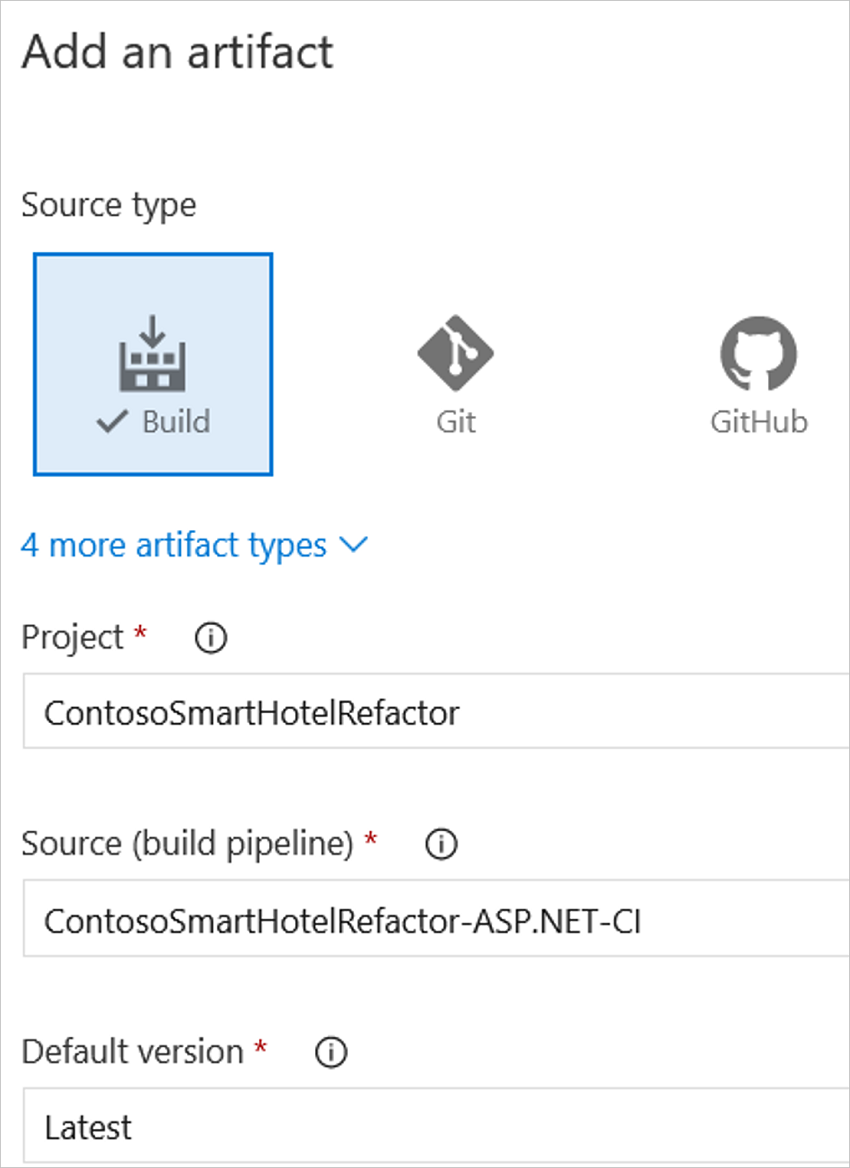 Add an artifact
Source type
Build
Git
GitHub
4 more artifact types
Project *
ContosoSmartHotelRefactor
Source (build pipeline) *
ContosoSmartHotelRefactor-ASP.NET-CI
Default version *
Latest